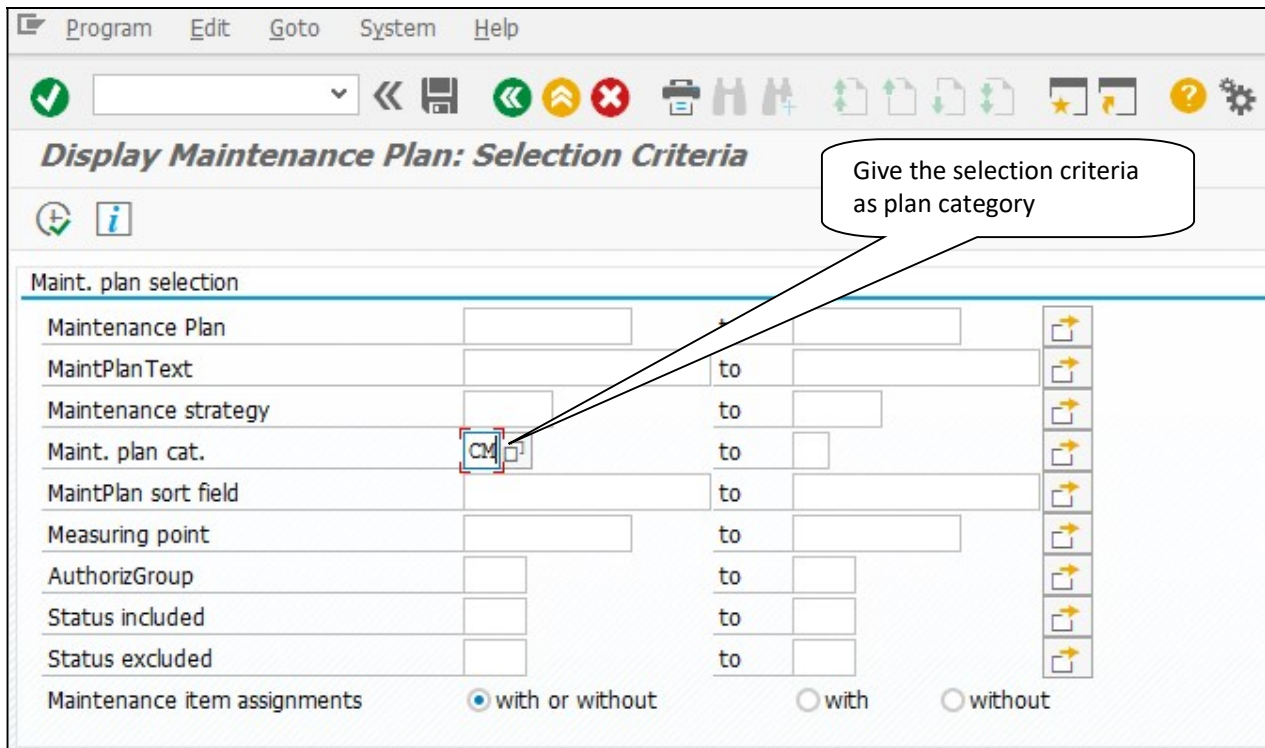 Program Edit Goto System Help
Display Maintenance Plan: Selection Criteria
Give the selection criteria
as plan category
Maint. plan selection
Maintenance Plan
MaintPlanText to
Maintenance strategy to
Maint. plan cat. CM to
MaintPlan sort field to
Measuring point to
AuthorizGroup to
Status included to
Status excluded to
Maintenance item assignments with or without with without